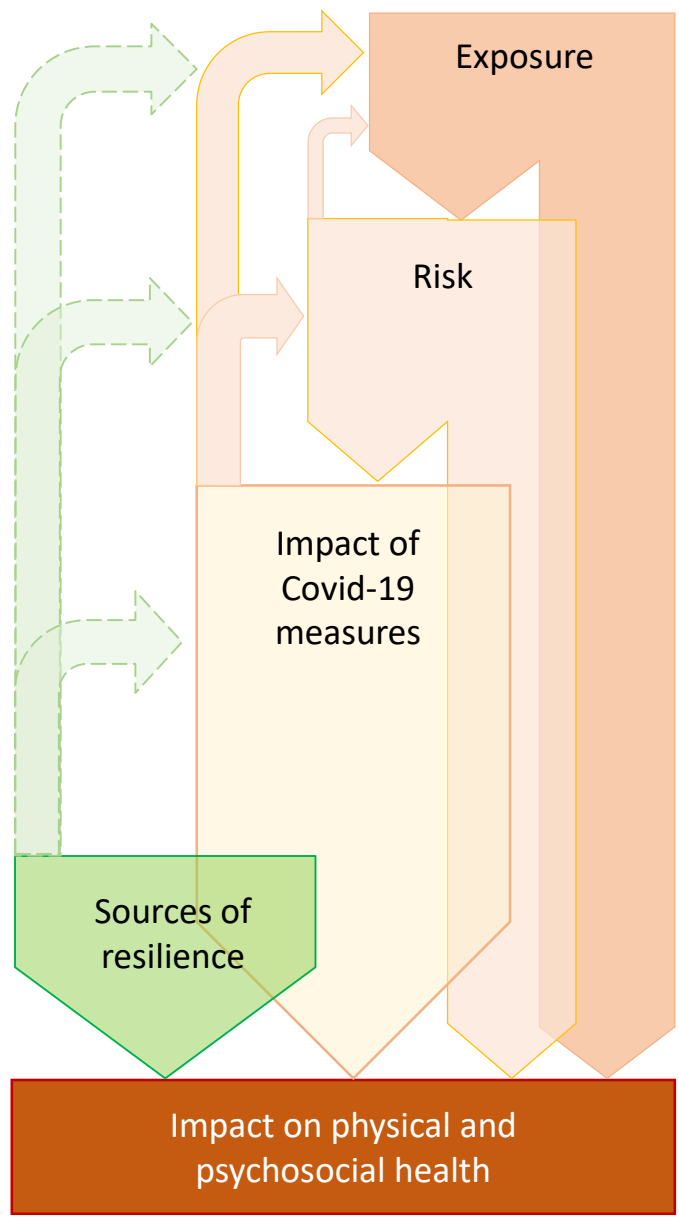 Exposure
Risk
Impact of
Covid-19
measures
Sources of
resilience
Impact on physical and
psychosocial health